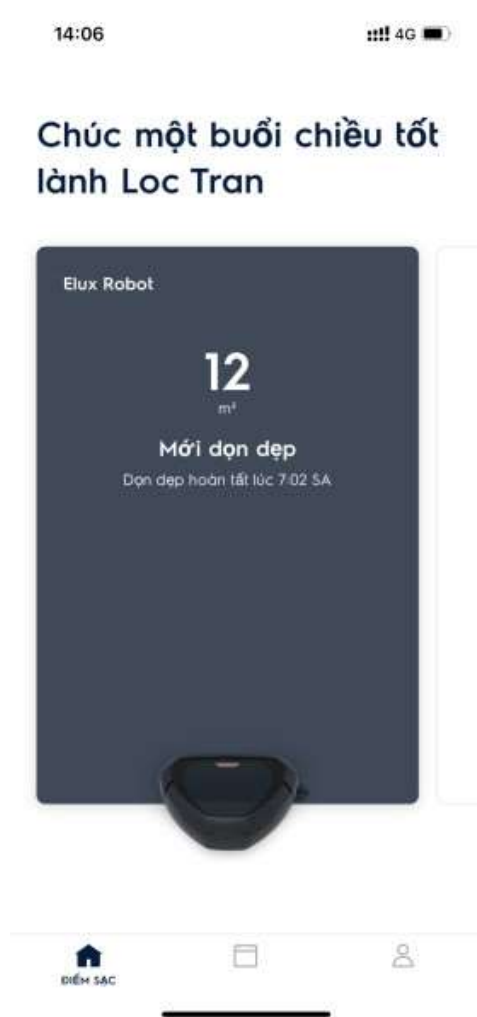 14:06
4G
Chúc một buổi chiều tốt
lành Loc Tran
Elux Robot
12
m²
Mới dọn dẹp
Dọn dẹp hoàn tất lúc 7:02 SA
ĐIỂM SẠC